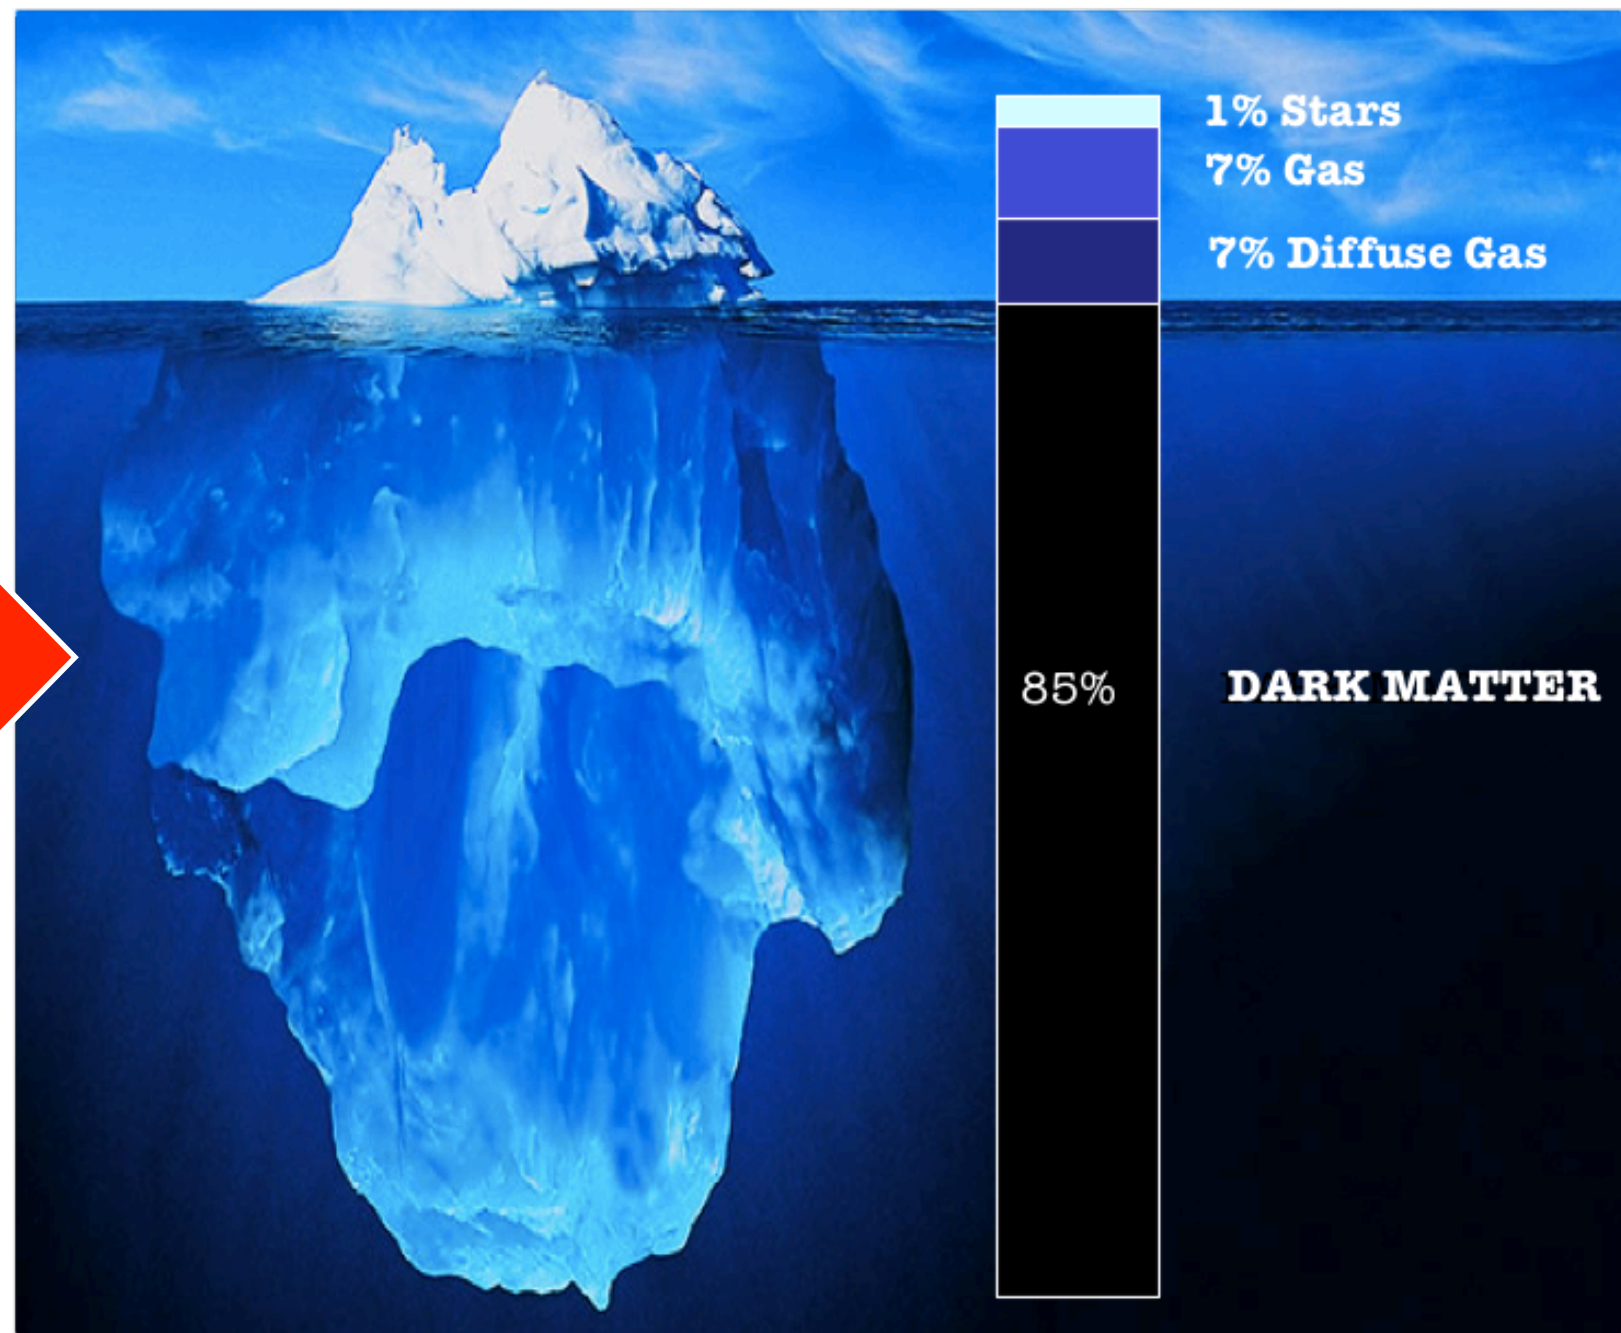 1% Stars
7% Gas
7% Diffuse Gas
85%
DARK MATTER